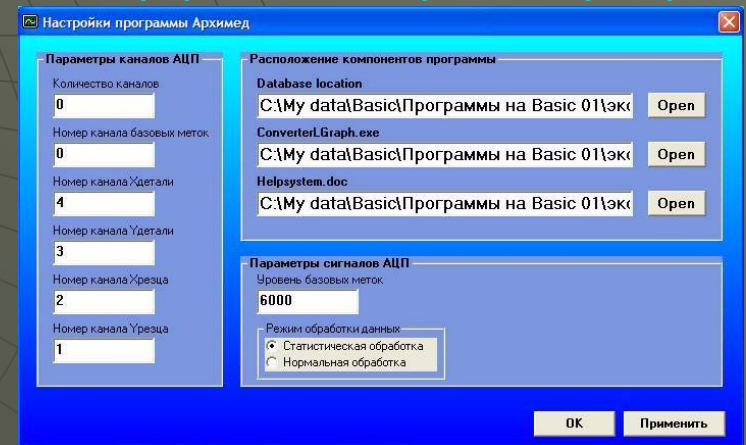 Настройки программы Архимед
Параметры каналов АЦП
Количество каналов
0
Номер канала базовых меток
0
Номер канала Xдетали
4
Номер канала Yдетали
3
Номер канала Xрезца
2
Номер канала Yрезца
1
Расположение компонентов программы
Database location
C:\My data\Basic\Программы на Basic 01\экс
Open
ConverterLGraph.exe
C:\My data\Basic\Программы на Basic 01\экс
Open
Helpsystem.doc
C:\My data\Basic\Программы на Basic 01\экс
Open
Параметры сигналов АЦП
Уровень базовых меток
6000
Режим обработки данных
Статистическая обработка
Нормальная обработка
OK
Применить